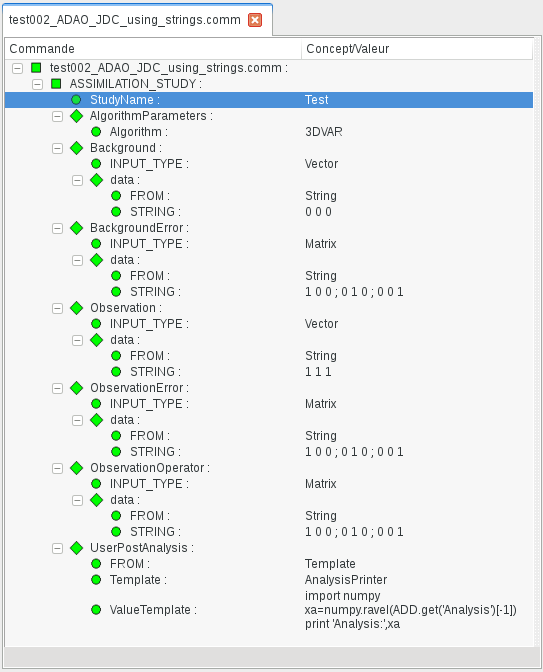 test002_ADAO_JDC_using_strings.comm
Commande Concept/Valeur
test002_ADAO_JDC_using_strings.comm :
ASSIMILATION_STUDY :
StudyName : Test
AlgorithmParameters :
Algorithm : 3DVAR
Background :
INPUT_TYPE : Vector
data :
FROM : String
STRING : 0 0 0
BackgroundError :
INPUT_TYPE : Matrix
data :
FROM : String
STRING : 1 0 0 ; 0 1 0 ; 0 0 1
Observation :
INPUT_TYPE : Vector
data :
FROM : String
STRING : 1 1 1
ObservationError :
INPUT_TYPE : Matrix
data :
FROM : String
STRING : 1 0 0 ; 0 1 0 ; 0 0 1
ObservationOperator :
INPUT_TYPE : Matrix
data :
FROM : String
STRING : 1 0 0 ; 0 1 0 ; 0 0 1
UserPostAnalysis :
FROM : Template
Template : AnalysisPrinter
import numpy
ValueTemplate : xa=numpy.ravel(ADD.get('Analysis')[-1])
print 'Analysis:',xa